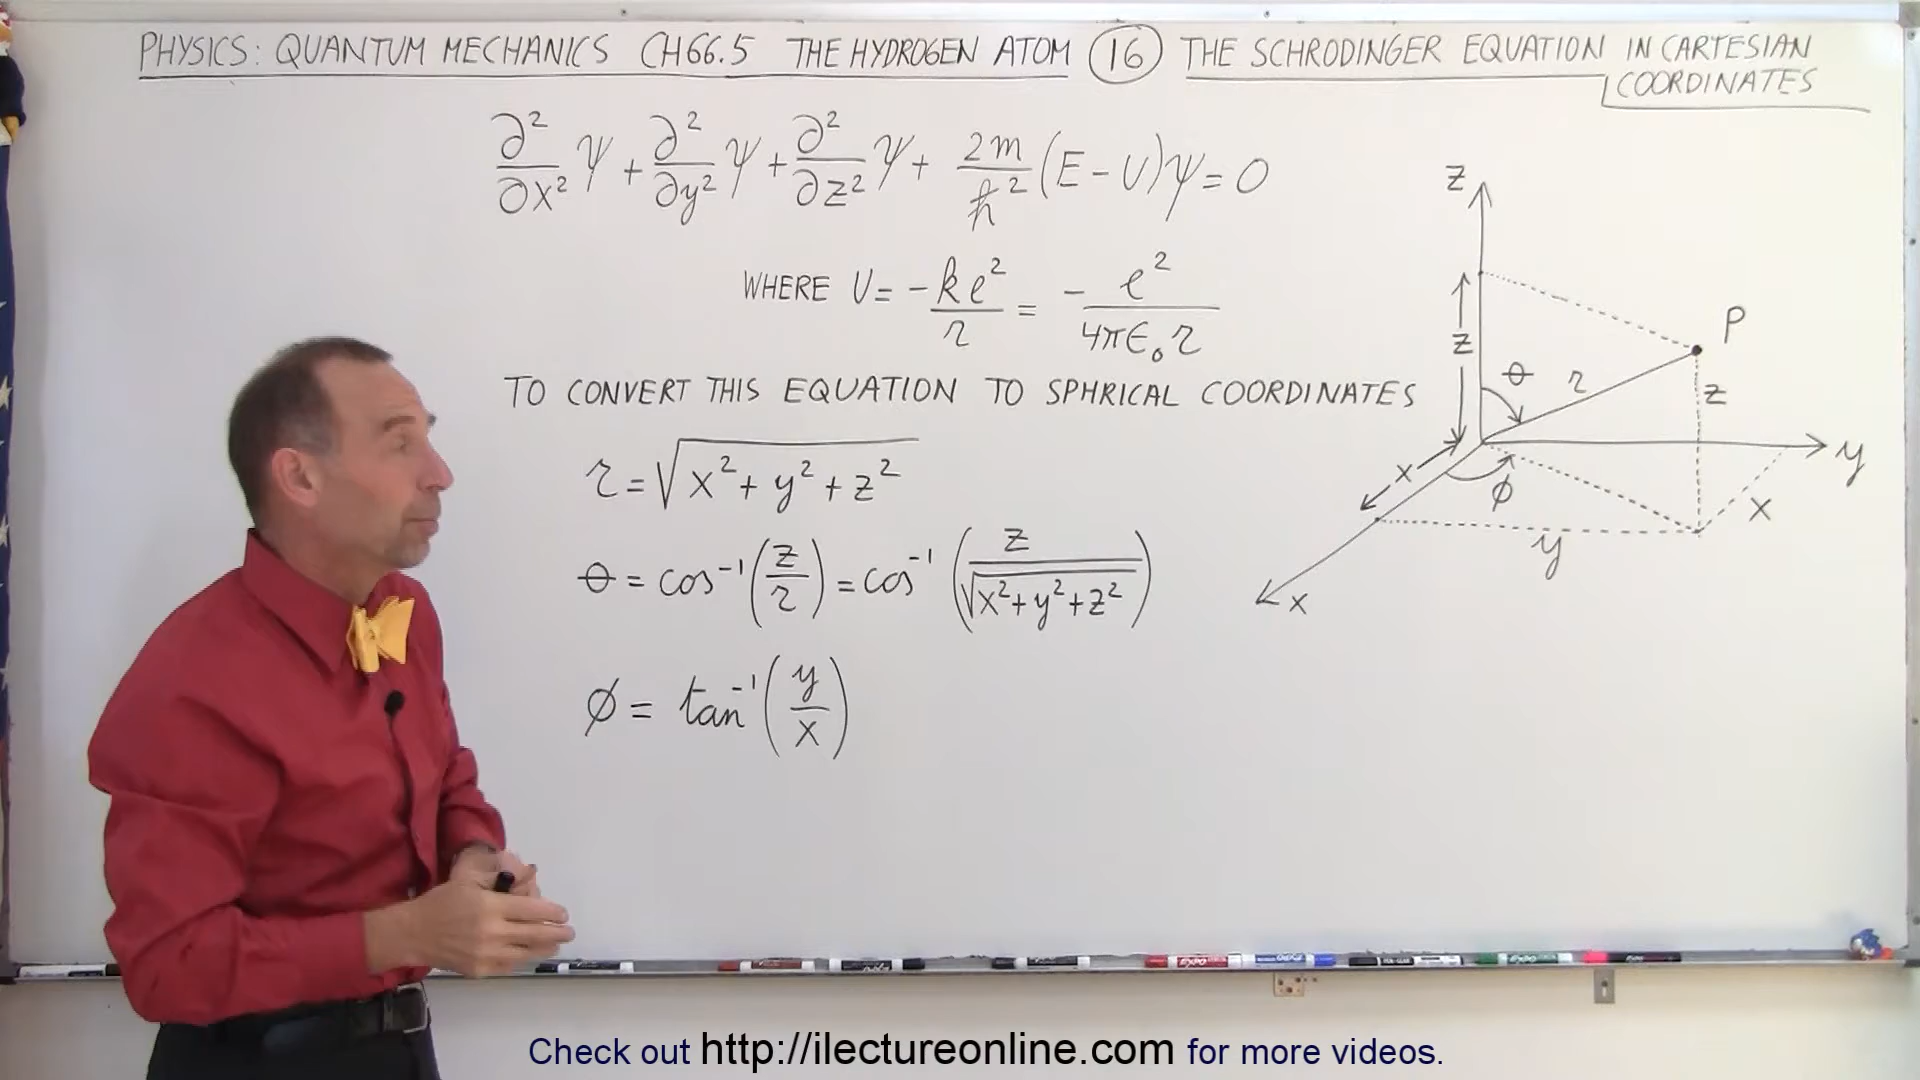 PHYSICS: QUANTUM MECHANICS CH66.5 THE HYDROGEN ATOM 16 THE SCHRODINGER EQUATION IN CARTESIAN
COORDINATES
∂²/∂x² ψ + ∂²/∂y² ψ + ∂²/∂z² ψ + 2m/ħ² (E - U)ψ = 0
WHERE U = - ke²/r = - e²/4πϵ₀r
TO CONVERT THIS EQUATION TO SPHRICAL COORDINATES
r = √(x² + y² + z²)
θ = cos⁻¹(z/r) = cos⁻¹(z/√(x² + y² + z²))
φ = tan⁻¹(y/x)
z
P
z
θ
r
z
y
x
φ
x
y
x
EXPO
Check out http://ilectureonline.com for more videos.